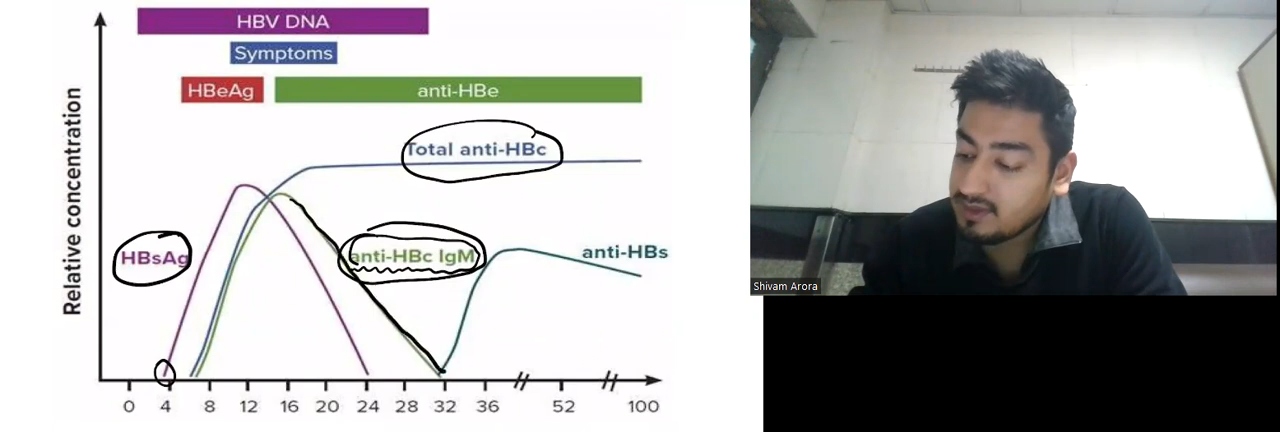 HBV DNA
Symptoms
HBeAg anti-HBe
Total anti-HBc
HBsAg anti-HBc IgM anti-HBs
Relative concentration
0 4 8 12 16 20 24 28 32 36 52 100
Shivam Arora